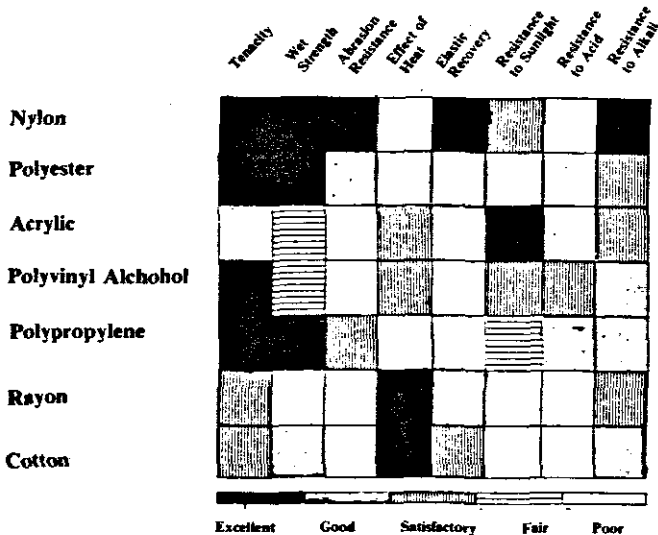 Tenacity
Wet
Strength
Abrasion
Resistance
Effect of
Heat
Elastic
Recovery
Resistance
to Sunlight
Resistance
to Acid
Resistance
to Alkali
Nylon
Polyester
Acrylic
Polyvinyl Alchohol
Polypropylene
Rayon
Cotton
Excellent Good Satisfactory Fair Poor